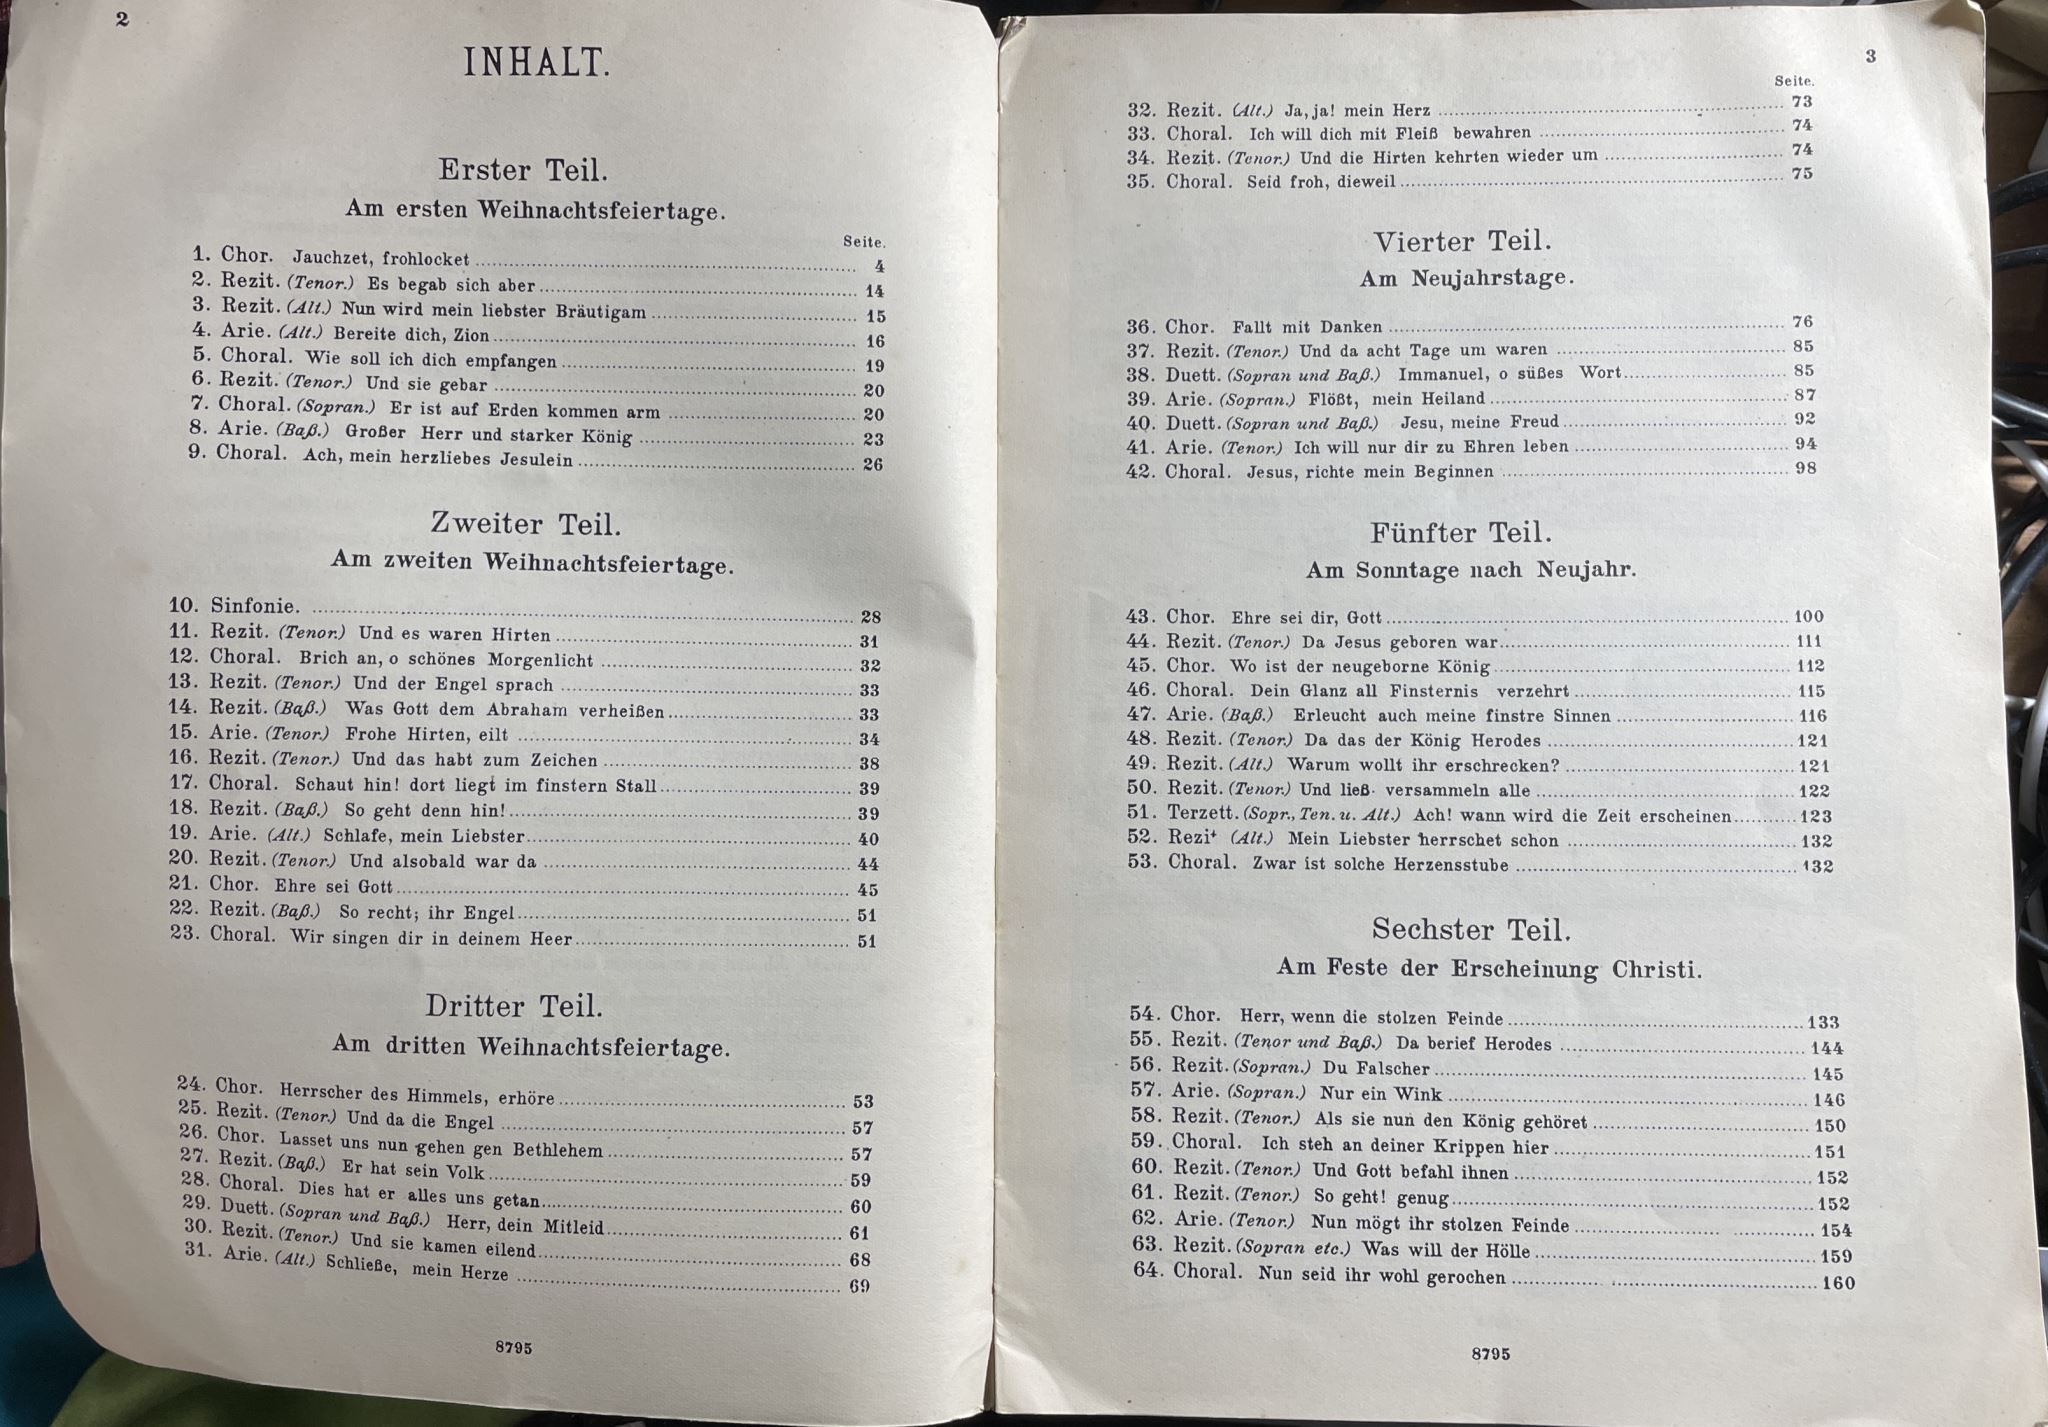 2
INHALT.
Erster Teil.
Am ersten Weihnachtsfeiertage.
Seite.
1. Chor. Jauchzet, frohlocket 4
2. Rezit. (Tenor.) Es begab sich aber 14
3. Rezit. (Alt.) Nun wird mein liebster Bräutigam 15
4. Arie. (Alt.) Bereite dich, Zion 16
5. Choral. Wie soll ich dich empfangen 19
6. Rezit. (Tenor.) Und sie gebar 20
7. Choral. (Sopran.) Er ist auf Erden kommen arm 20
8. Arie. (Baß.) Großer Herr und starker König 23
9. Choral. Ach, mein herzliebes Jesulein 26
Zweiter Teil.
Am zweiten Weihnachtsfeiertage.
10. Sinfonie. 28
11. Rezit. (Tenor.) Und es waren Hirten 31
12. Choral. Brich an, o schönes Morgenlicht 32
13. Rezit. (Tenor.) Und der Engel sprach 33
14. Rezit. (Baß.) Was Gott dem Abraham verheißen 33
15. Arie. (Tenor.) Frohe Hirten, eilt 34
16. Rezit. (Tenor.) Und das habt zum Zeichen 38
17. Choral. Schaut hin! dort liegt im finstern Stall 39
18. Rezit. (Baß.) So geht denn hin! 39
19. Arie. (Alt.) Schlafe, mein Liebster 40
20. Rezit. (Tenor.) Und alsobald war da 44
21. Chor. Ehre sei Gott 45
22. Rezit. (Baß.) So recht; ihr Engel 51
23. Choral. Wir singen dir in deinem Heer 51
Dritter Teil.
Am dritten Weihnachtsfeiertage.
24. Chor. Herrscher des Himmels, erhöre 53
25. Rezit. (Tenor.) Und da die Engel 57
26. Chor. Lasset uns nun gehen gen Bethlehem 57
27. Rezit. (Baß.) Er hat sein Volk 59
28. Choral. Dies hat er alles uns getan 60
29. Duett. (Sopran und Baß.) Herr, dein Mitleid 61
30. Rezit. (Tenor.) Und sie kamen eilend 68
31. Arie. (Alt.) Schließe, mein Herze 69
8795
3
Seite.
32. Rezit. (Alt.) Ja, ja! mein Herz 73
33. Choral. Ich will dich mit Fleiß bewahren 74
34. Rezit. (Tenor.) Und die Hirten kehrten wieder um 74
35. Choral. Seid froh, dieweil 75
Vierter Teil.
Am Neujahrstage.
36. Chor. Fallt mit Danken 76
37. Rezit. (Tenor.) Und da acht Tage um waren 85
38. Duett. (Sopran und Baß.) Immanuel, o süßes Wort 85
39. Arie. (Sopran.) Flößt, mein Heiland 87
40. Duett. (Sopran und Baß.) Jesu, meine Freud 92
41. Arie. (Tenor.) Ich will nur dir zu Ehren leben 94
42. Choral. Jesus, richte mein Beginnen 98
Fünfter Teil.
Am Sonntage nach Neujahr.
43. Chor. Ehre sei dir, Gott 100
44. Rezit. (Tenor.) Da Jesus geboren war 111
45. Chor. Wo ist der neugeborne König 112
46. Choral. Dein Glanz all Finsternis verzehrt 115
47. Arie. (Baß.) Erleucht auch meine finstre Sinnen 116
48. Rezit. (Tenor.) Da das der König Herodes 121
49. Rezit. (Alt.) Warum wollt ihr erschrecken? 121
50. Rezit. (Tenor.) Und ließ versammeln alle 122
51. Terzett. (Sopr., Ten. u. Alt.) Ach! wann wird die Zeit erscheinen 123
52. Rezit (Alt.) Mein Liebster herrschet schon 132
53. Choral. Zwar ist solche Herzensstube 132
Sechster Teil.
Am Feste der Erscheinung Christi.
54. Chor. Herr, wenn die stolzen Feinde 133
55. Rezit. (Tenor und Baß.) Da berief Herodes 144
56. Rezit. (Sopran.) Du Falscher 145
57. Arie. (Sopran.) Nur ein Wink 146
58. Rezit. (Tenor.) Als sie nun den König gehöret 150
59. Choral. Ich steh an deiner Krippen hier 151
60. Rezit. (Tenor.) Und Gott befahl ihnen 152
61. Rezit. (Tenor.) So geht! genug 152
62. Arie. (Tenor.) Nun mögt ihr stolzen Feinde 154
63. Rezit. (Sopran etc.) Was will der Hölle 159
64. Choral. Nun seid ihr wohl gerochen 160
8795